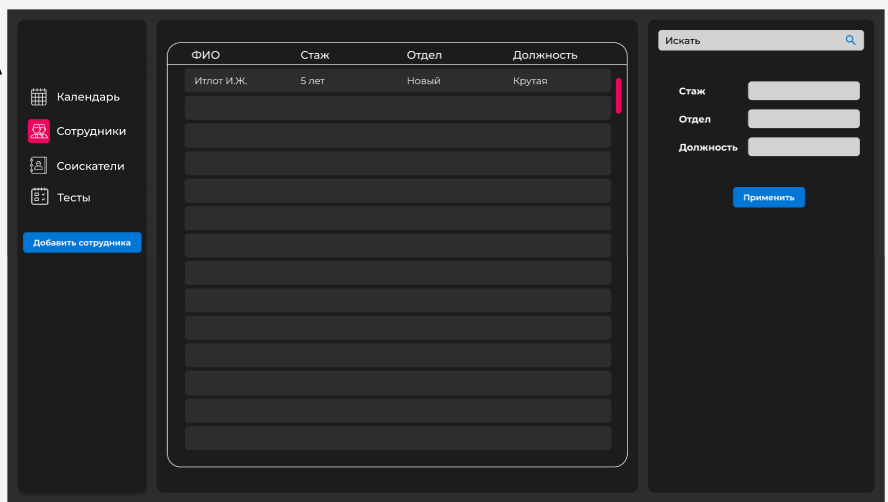 Календарь
Сотрудники
Соискатели
Тесты
Добавить сотрудника
ФИО Стаж Отдел Должность
Итлот И.Ж. 5 лет Новый Крутая
Искать
Стаж
Отдел
Должность
Применить